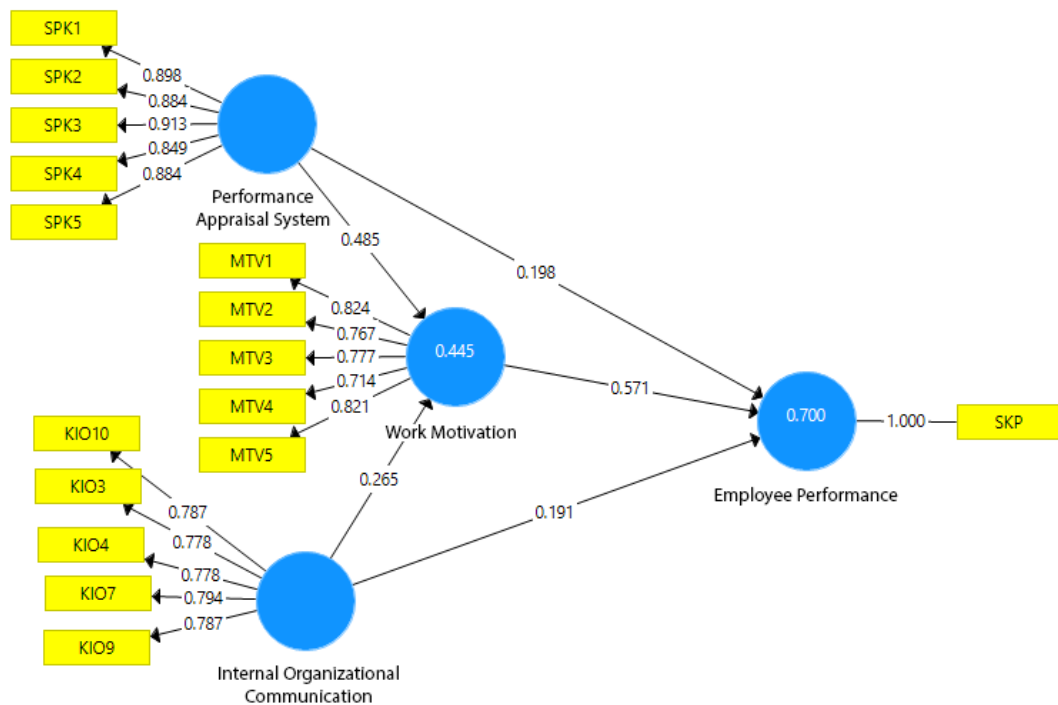 SPK1
SPK2
SPK3
SPK4
SPK5
0.898
0.884
0.913
0.849
0.884
Performance
Appraisal System
0.485
0.198
MTV1
MTV2
MTV3
MTV4
MTV5
0.824
0.767
0.777
0.714
0.821
0.445
Work Motivation
0.571
0.700
1.000
SKP
Employee Performance
KIO10
KIO3
KIO4
KIO7
KIO9
0.787
0.778
0.778
0.794
0.787
0.265
0.191
Internal Organizational
Communication